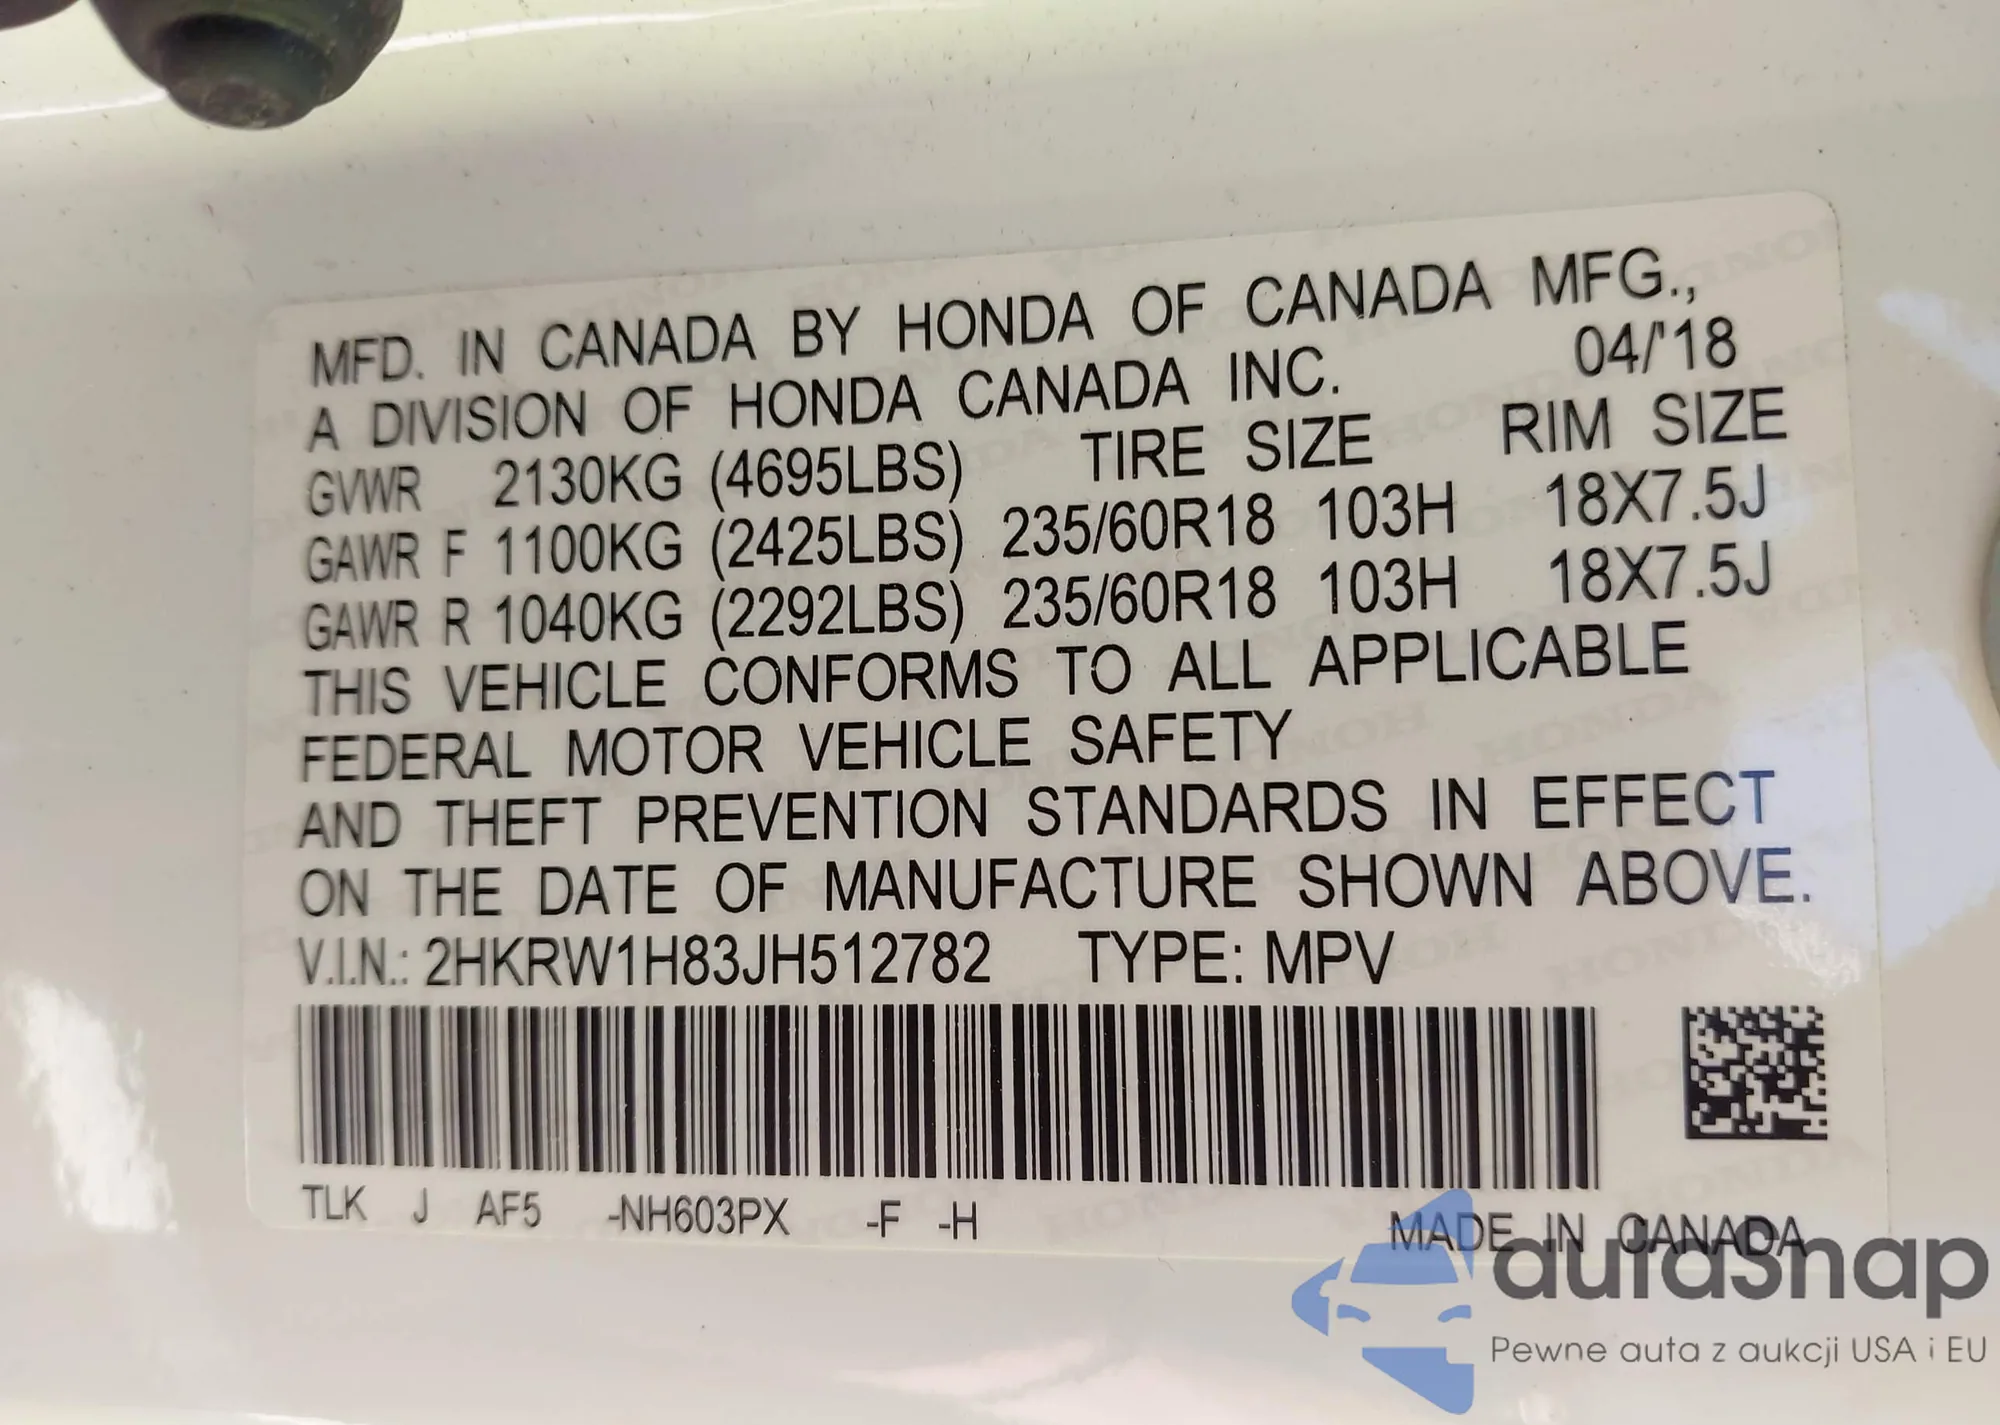 MFD. IN CANADA BY HONDA OF CANADA MFG.,
A DIVISION OF HONDA CANADA INC. 04/'18
GVWR 2130KG (4695LBS) TIRE SIZE RIM SIZE
GAWR F 1100KG (2425LBS) 235/60R18 103H 18X7.5J
GAWR R 1040KG (2292LBS) 235/60R18 103H 18X7.5J
THIS VEHICLE CONFORMS TO ALL APPLICABLE
FEDERAL MOTOR VEHICLE SAFETY
AND THEFT PREVENTION STANDARDS IN EFFECT
ON THE DATE OF MANUFACTURE SHOWN ABOVE.
V.I.N.: 2HKRW1H83JH512782 TYPE: MPV
TLK J AF5 -NH603PX -F -H
MADE IN CANADA
autaSnap
Pewne auta z aukcji USA i EU